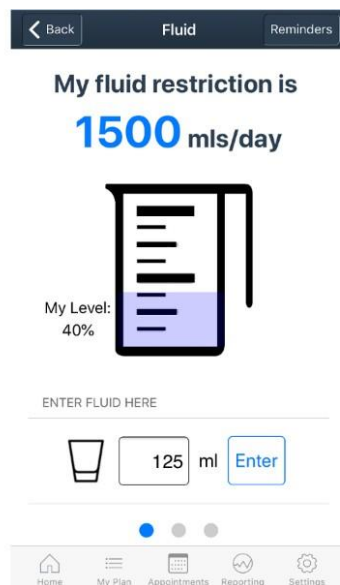 Back Fluid Reminders
My fluid restriction is
1500 mls/day
My Level:
40%
ENTER FLUID HERE
125 ml Enter
Home My Plan Appointments Reporting Settings